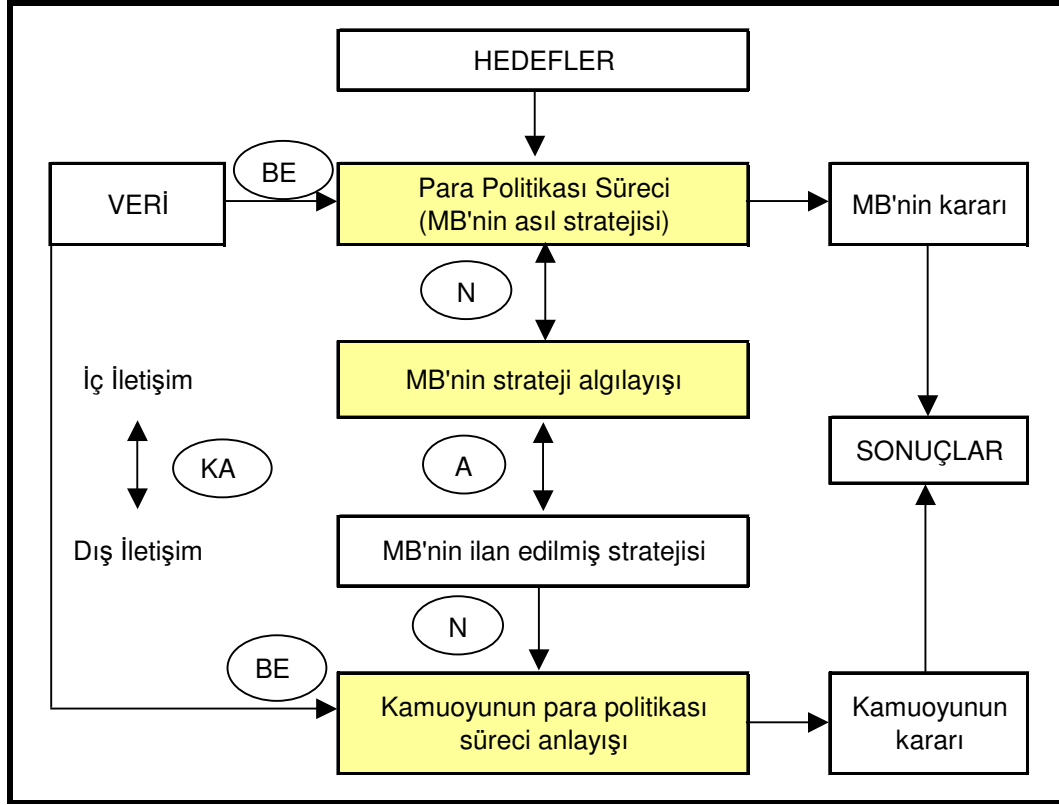 HEDEFLER
BE
VERİ
Para Politikası Süreci
(MB'nin asıl stratejisi)
MB'nin kararı
N
İç İletişim
MB'nin strateji algılayışı
KA
A
SONUÇLAR
Dış İletişim
MB'nin ilan edilmiş stratejisi
N
BE
Kamuoyunun para politikası
süreci anlayışı
Kamuoyunun
kararı